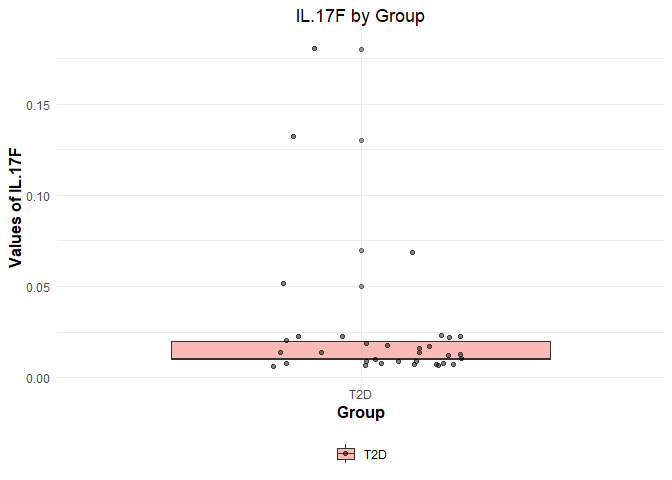 IL.17F by Group
Values of IL.17F
0.15
0.10
0.05
0.00
T2D
Group
T2D